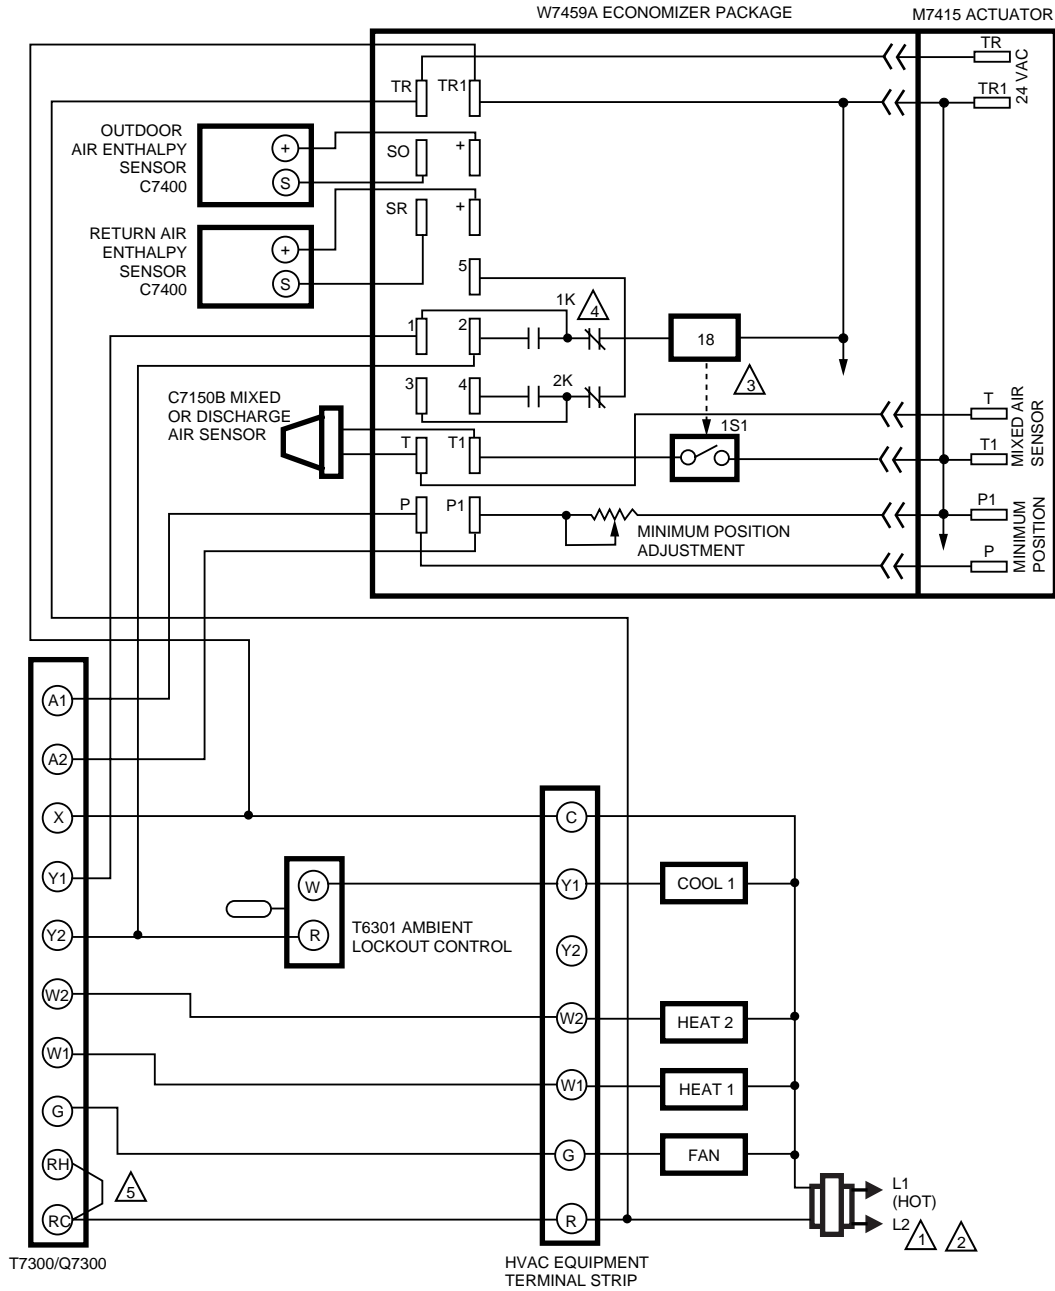 W7459A ECONOMIZER PACKAGE
M7415 ACTUATOR
TR
TR1
24 VAC
TR
TR1
OUTDOOR
AIR ENTHALPY
SENSOR
C7400
+
S
SO
+
RETURN AIR
ENTHALPY
SENSOR
C7400
+
S
SR
+
5
1K
4
1
2
18
3
3
4
2K
C7150B MIXED
OR DISCHARGE
AIR SENSOR
T
T1
1S1
T
T1
MIXED AIR
SENSOR
P
P1
MINIMUM POSITION
ADJUSTMENT
P1
P
MINIMUM
POSITION
A1
A2
X
Y1
Y2
W2
W1
G
RH
RC
5
T7300/Q7300
W
R
T6301 AMBIENT
LOCKOUT CONTROL
C
Y1
Y2
W2
W1
G
R
COOL 1
HEAT 2
HEAT 1
FAN
L1
(HOT)
L2
1
2
HVAC EQUIPMENT
TERMINAL STRIP